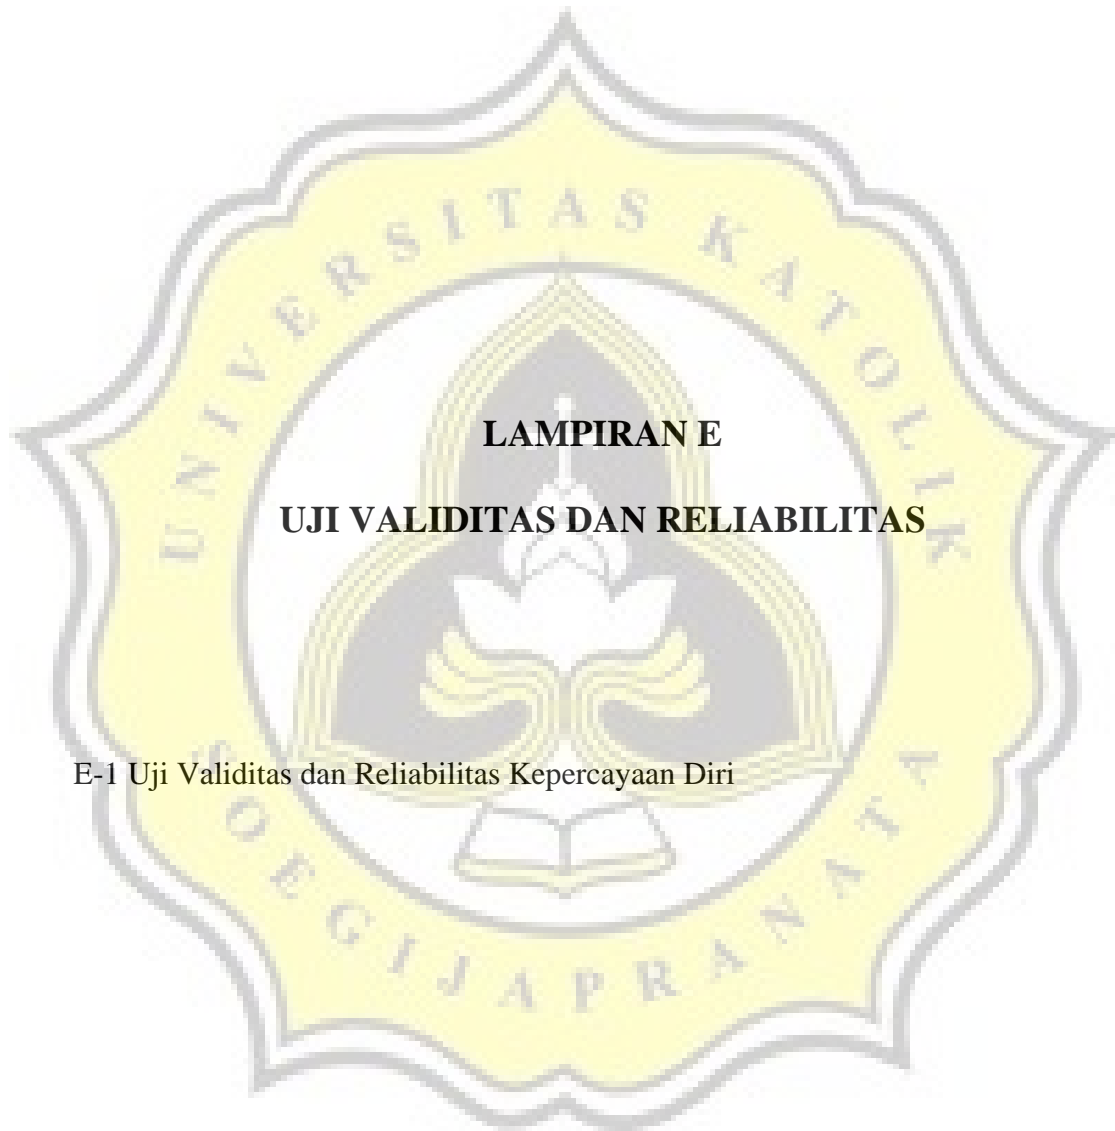 UNIVERSITAS KATOLIK
LAMPIRAN E
UJI VALIDITAS DAN RELIABILITAS
E-1 Uji Validitas dan Reliabilitas Kepercayaan Diri
SOEGIJAPRANATA